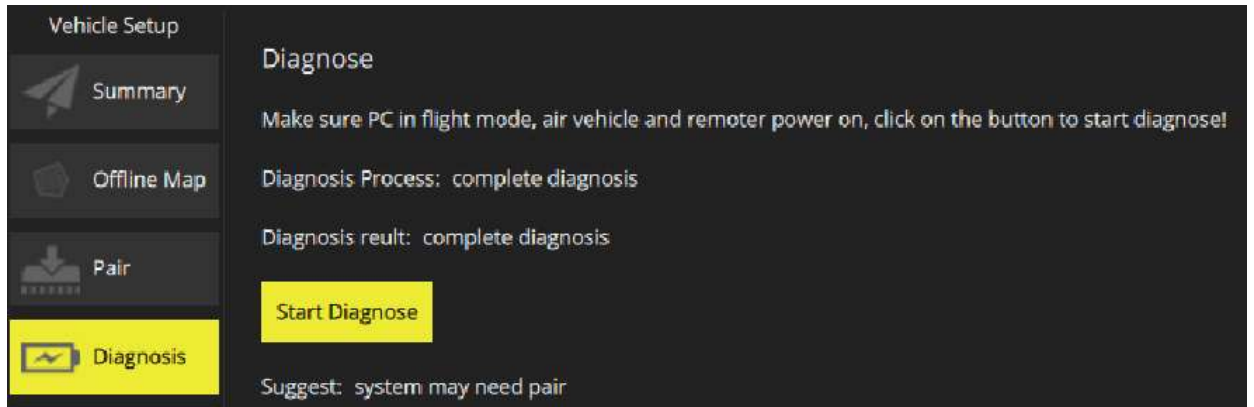 Vehicle Setup
Summary
Offline Map
Pair
Diagnosis
Diagnose
Make sure PC in flight mode, air vehicle and remoter power on, click on the button to start diagnose!
Diagnosis Process: complete diagnosis
Diagnosis reult: complete diagnosis
Start Diagnose
Suggest: system may need pair